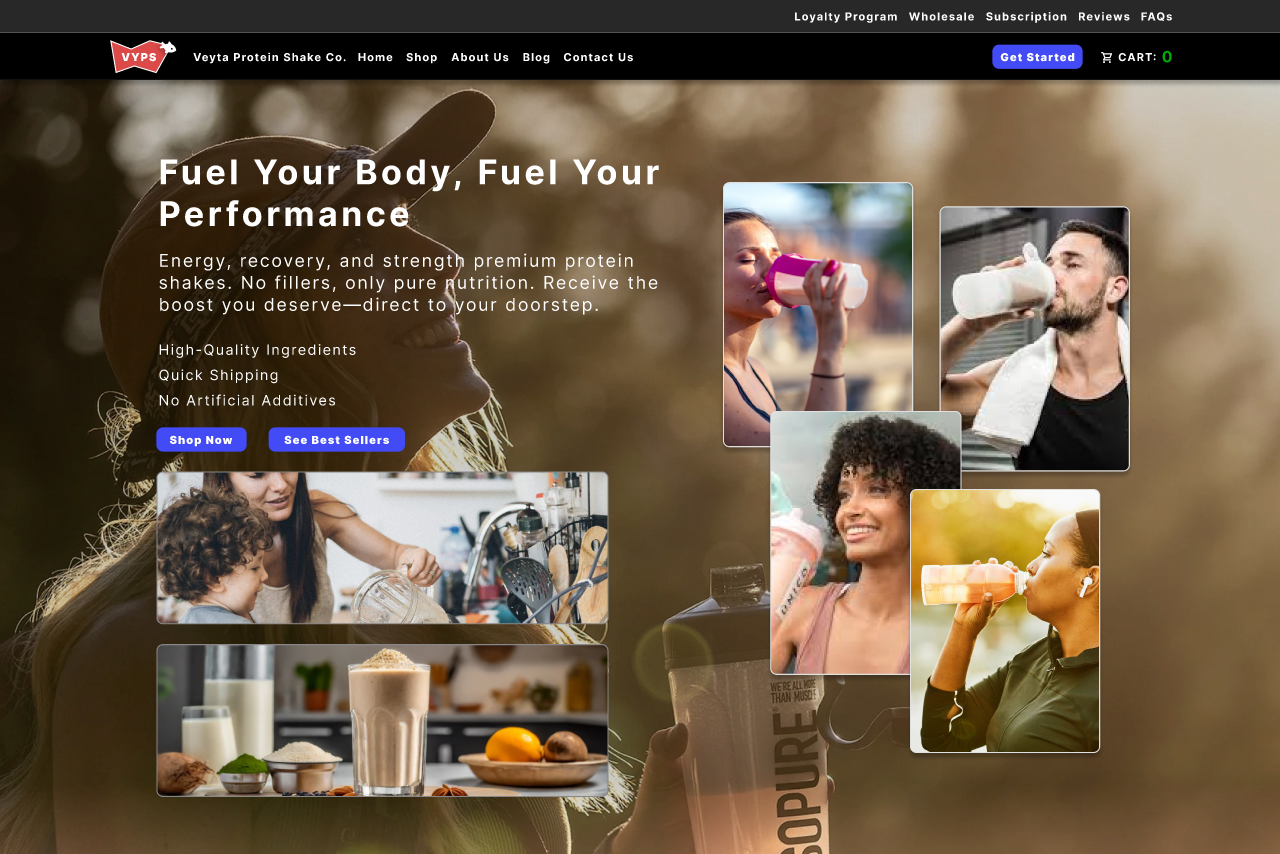 Loyalty Program Wholesale Subscription Reviews FAQs
VYPS Veyta Protein Shake Co. Home Shop About Us Blog Contact Us Get Started CART: 0
Fuel Your Body, Fuel Your
Performance
Energy, recovery, and strength premium protein
shakes. No fillers, only pure nutrition. Receive the
boost you deserve—direct to your doorstep.
High-Quality Ingredients
Quick Shipping
No Artificial Additives
Shop Now See Best Sellers
WE'RE ALL MORE
THAN MUSCLE
SOPURE